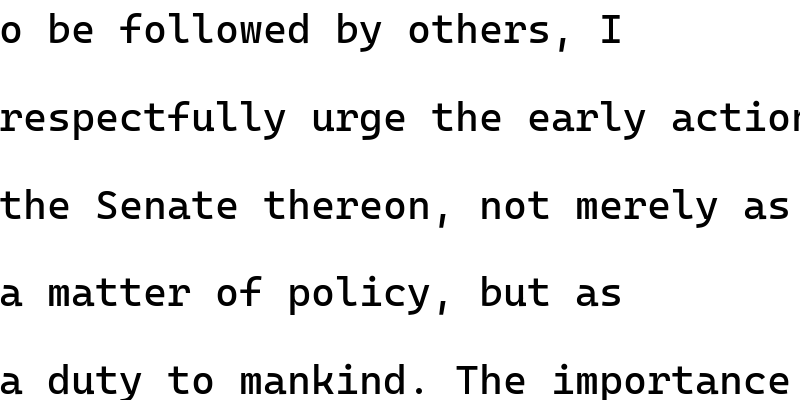 o be followed by others, I
respectfully urge the early action
the Senate thereon, not merely as
a matter of policy, but as
a duty to mankind. The importance